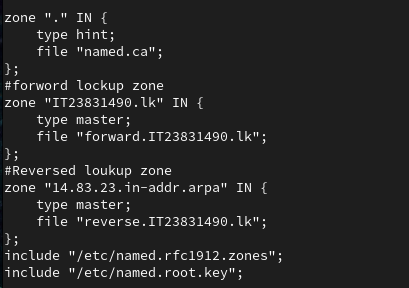 zone "." IN {
    type hint;
    file "named.ca";
};
#forword lockup zone
zone "IT23831490.lk" IN {
    type master;
    file "forward.IT23831490.lk";
};
#Reversed loukup zone
zone "14.83.23.in-addr.arpa" IN {
    type master;
    file "reverse.IT23831490.lk";
};
include "/etc/named.rfc1912.zones";
include "/etc/named.root.key";